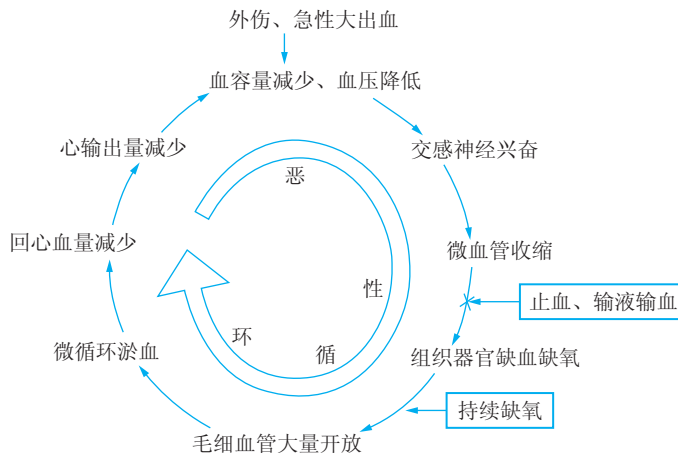 外伤、急性大出血
血容量减少、血压降低
交感神经兴奋
微血管收缩
止血、输液输血
组织器官缺血缺氧
持续缺氧
毛细血管大量开放
微循环淤血
回心血量减少
心输出量减少
恶
性
循
环